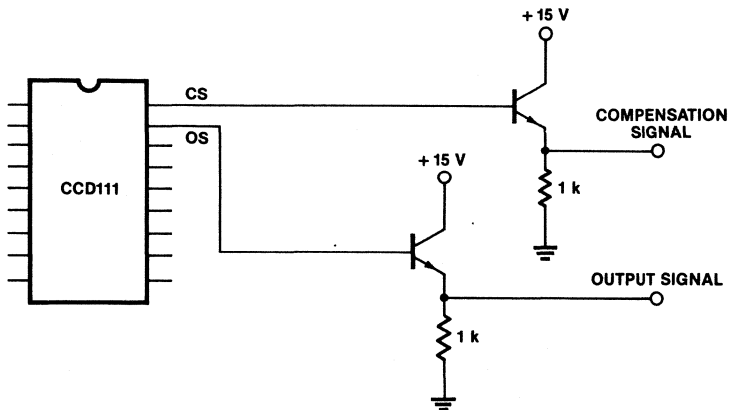 + 15 V
CS
COMPENSATION
SIGNAL
OS
+ 15 V
CCD111
1 k
OUTPUT SIGNAL
1 k